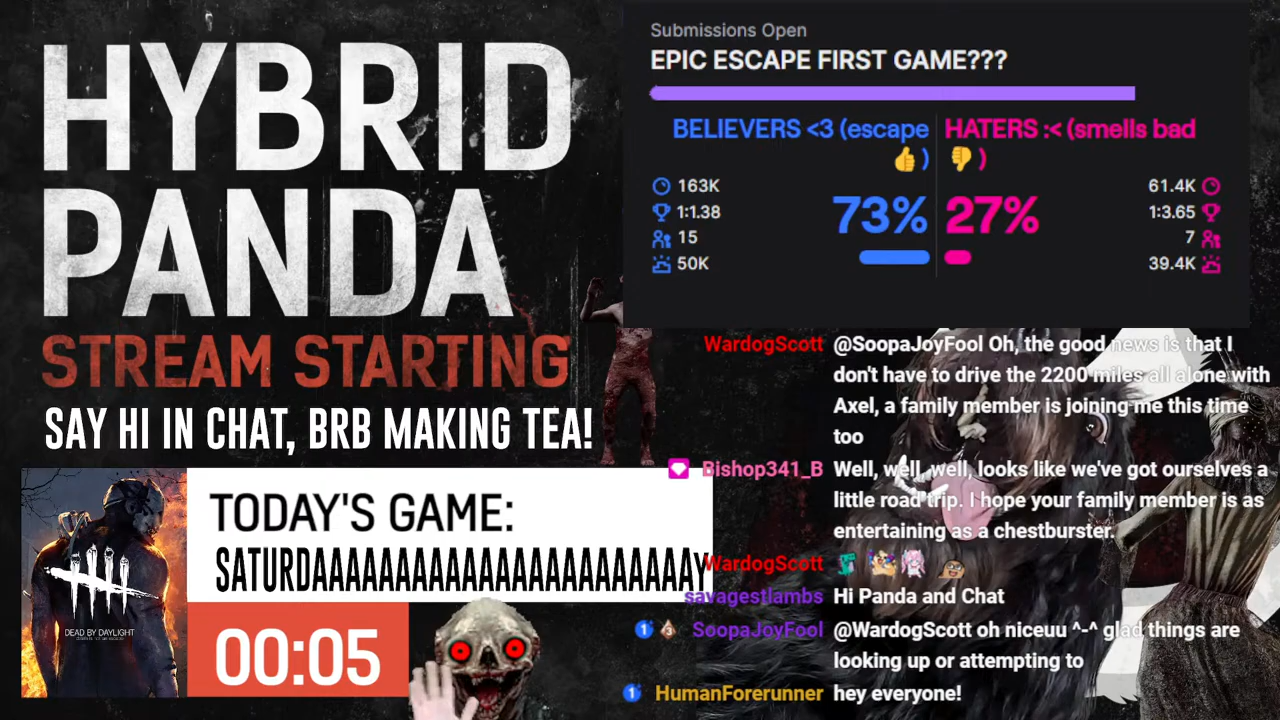 HYBRID
PANDA
STREAM STARTING
SAY HI IN CHAT, BRB MAKING TEA!
TODAY'S GAME:
SATURDAAAAAAAAAAAAAAAAAAAAAAAY
DEAD BY DAYLIGHT
00:05
Submissions Open
EPIC ESCAPE FIRST GAME???
BELIEVERS <3 (escape 👍)
163K
1:1.38
15
50K
73%
HATERS :< (smells bad 👎)
27%
61.4K
1:3.65
7
39.4K
WardogScott @SoopaJoyFool Oh, the good news is that I
don't have to drive the 2200 miles all alone with
Axel, a family member is joining me this time
too
Bishop341_B Well, well, well, looks like we've got ourselves a
little road trip. I hope your family member is as
entertaining as a chestburster.
WardogScott
savagestlambs Hi Panda and Chat
SoopaJoyFool @WardogScott oh niceuu ^-^ glad things are
looking up or attempting to
HumanForerunner hey everyone!